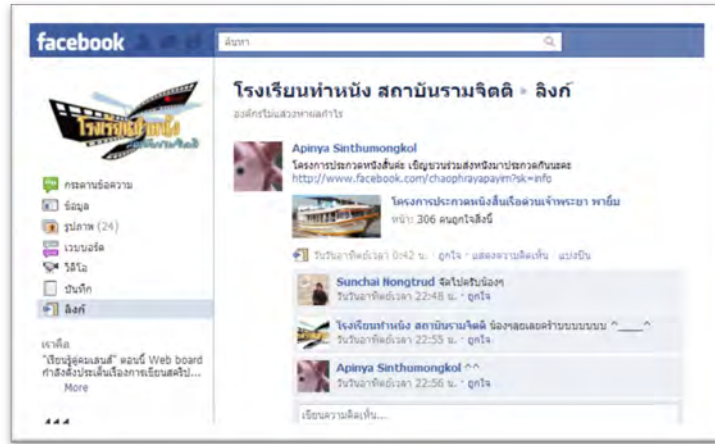 facebook
ค้นหา
โรงเรียนทำหนัง
โรงเรียนทำหนัง สถาบันรามจิตติ ▸ ลิงก์
องค์กรไม่แสวงหาผลกำไร
Apinya Sinthumongkol
โครงการประกวดหนังสั้นค่ะ เชิญชวนร่วมส่งหนังมาประกวดกันนะคะ
http://www.facebook.com/chaophrayapayim?sk=info
โครงการประกวดหนังสั้นเรือด่วนเจ้าพระยา พายิ้ม
หน้า: 306 คนถูกใจสิ่งนี้
วันวันอาทิตย์เวลา 0:42 น. · ถูกใจ · แสดงความคิดเห็น · แบ่งปัน
Sunchai Nongtrud จัดไปครับน้องๆ
วันวันอาทิตย์เวลา 22:48 น. · ถูกใจ
โรงเรียนทำหนัง สถาบันรามจิตติ น้องๆลุยเลยคร้าบบบบบบบ ^____^
วันวันอาทิตย์เวลา 22:55 น. · ถูกใจ
Apinya Sinthumongkol ^^
วันวันอาทิตย์เวลา 22:56 น. · ถูกใจ
เขียนความคิดเห็น...
กระดานข้อความ
ข้อมูล
รูปภาพ (24)
เวบบอร์ด
วิดีโอ
บันทึก
ลิงก์
เราคือ
"เรียนรู้คู่คมเลนส์" ตอนนี้ Web board
กำลังดังประเด็นเรื่องการเขียนสคริป...
More